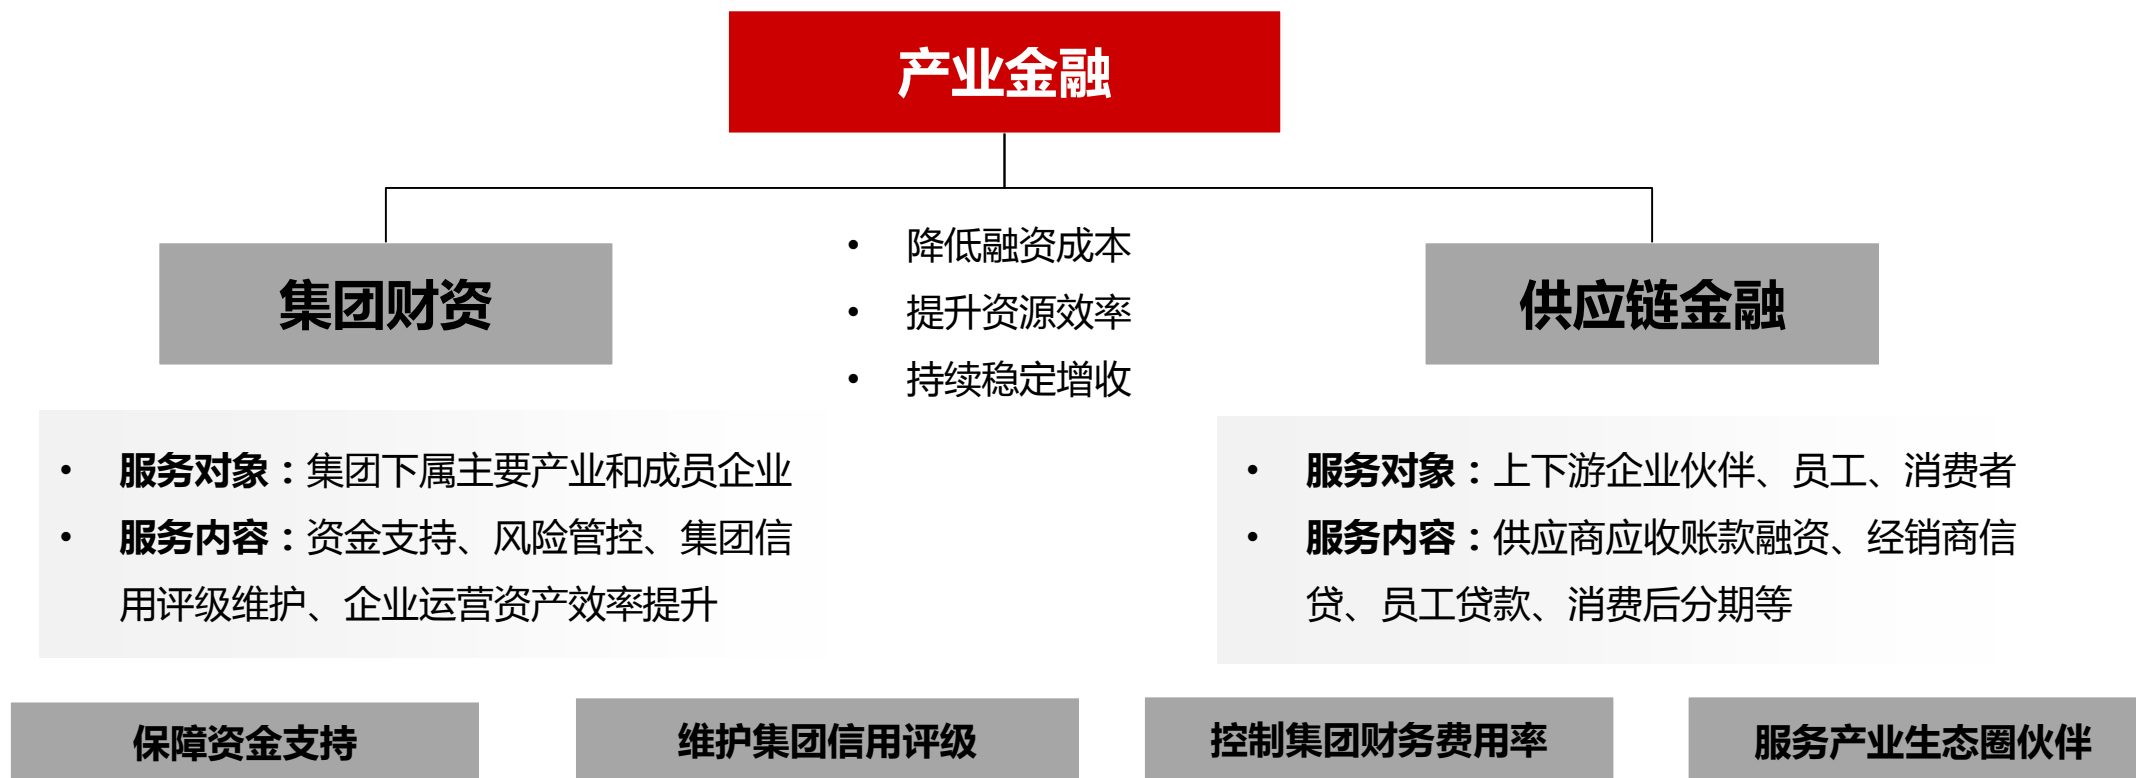 产业金融
集团财资
• 降低融资成本
• 提升资源效率
• 持续稳定增收
供应链金融
• 服务对象：集团下属主要产业和成员企业
• 服务内容：资金支持、风险管控、集团信
用评级维护、企业运营资产效率提升
• 服务对象：上下游企业伙伴、员工、消费者
• 服务内容：供应商应收账款融资、经销商信
贷、员工贷款、消费后分期等
保障资金支持
维护集团信用评级
控制集团财务费用率
服务产业生态圈伙伴